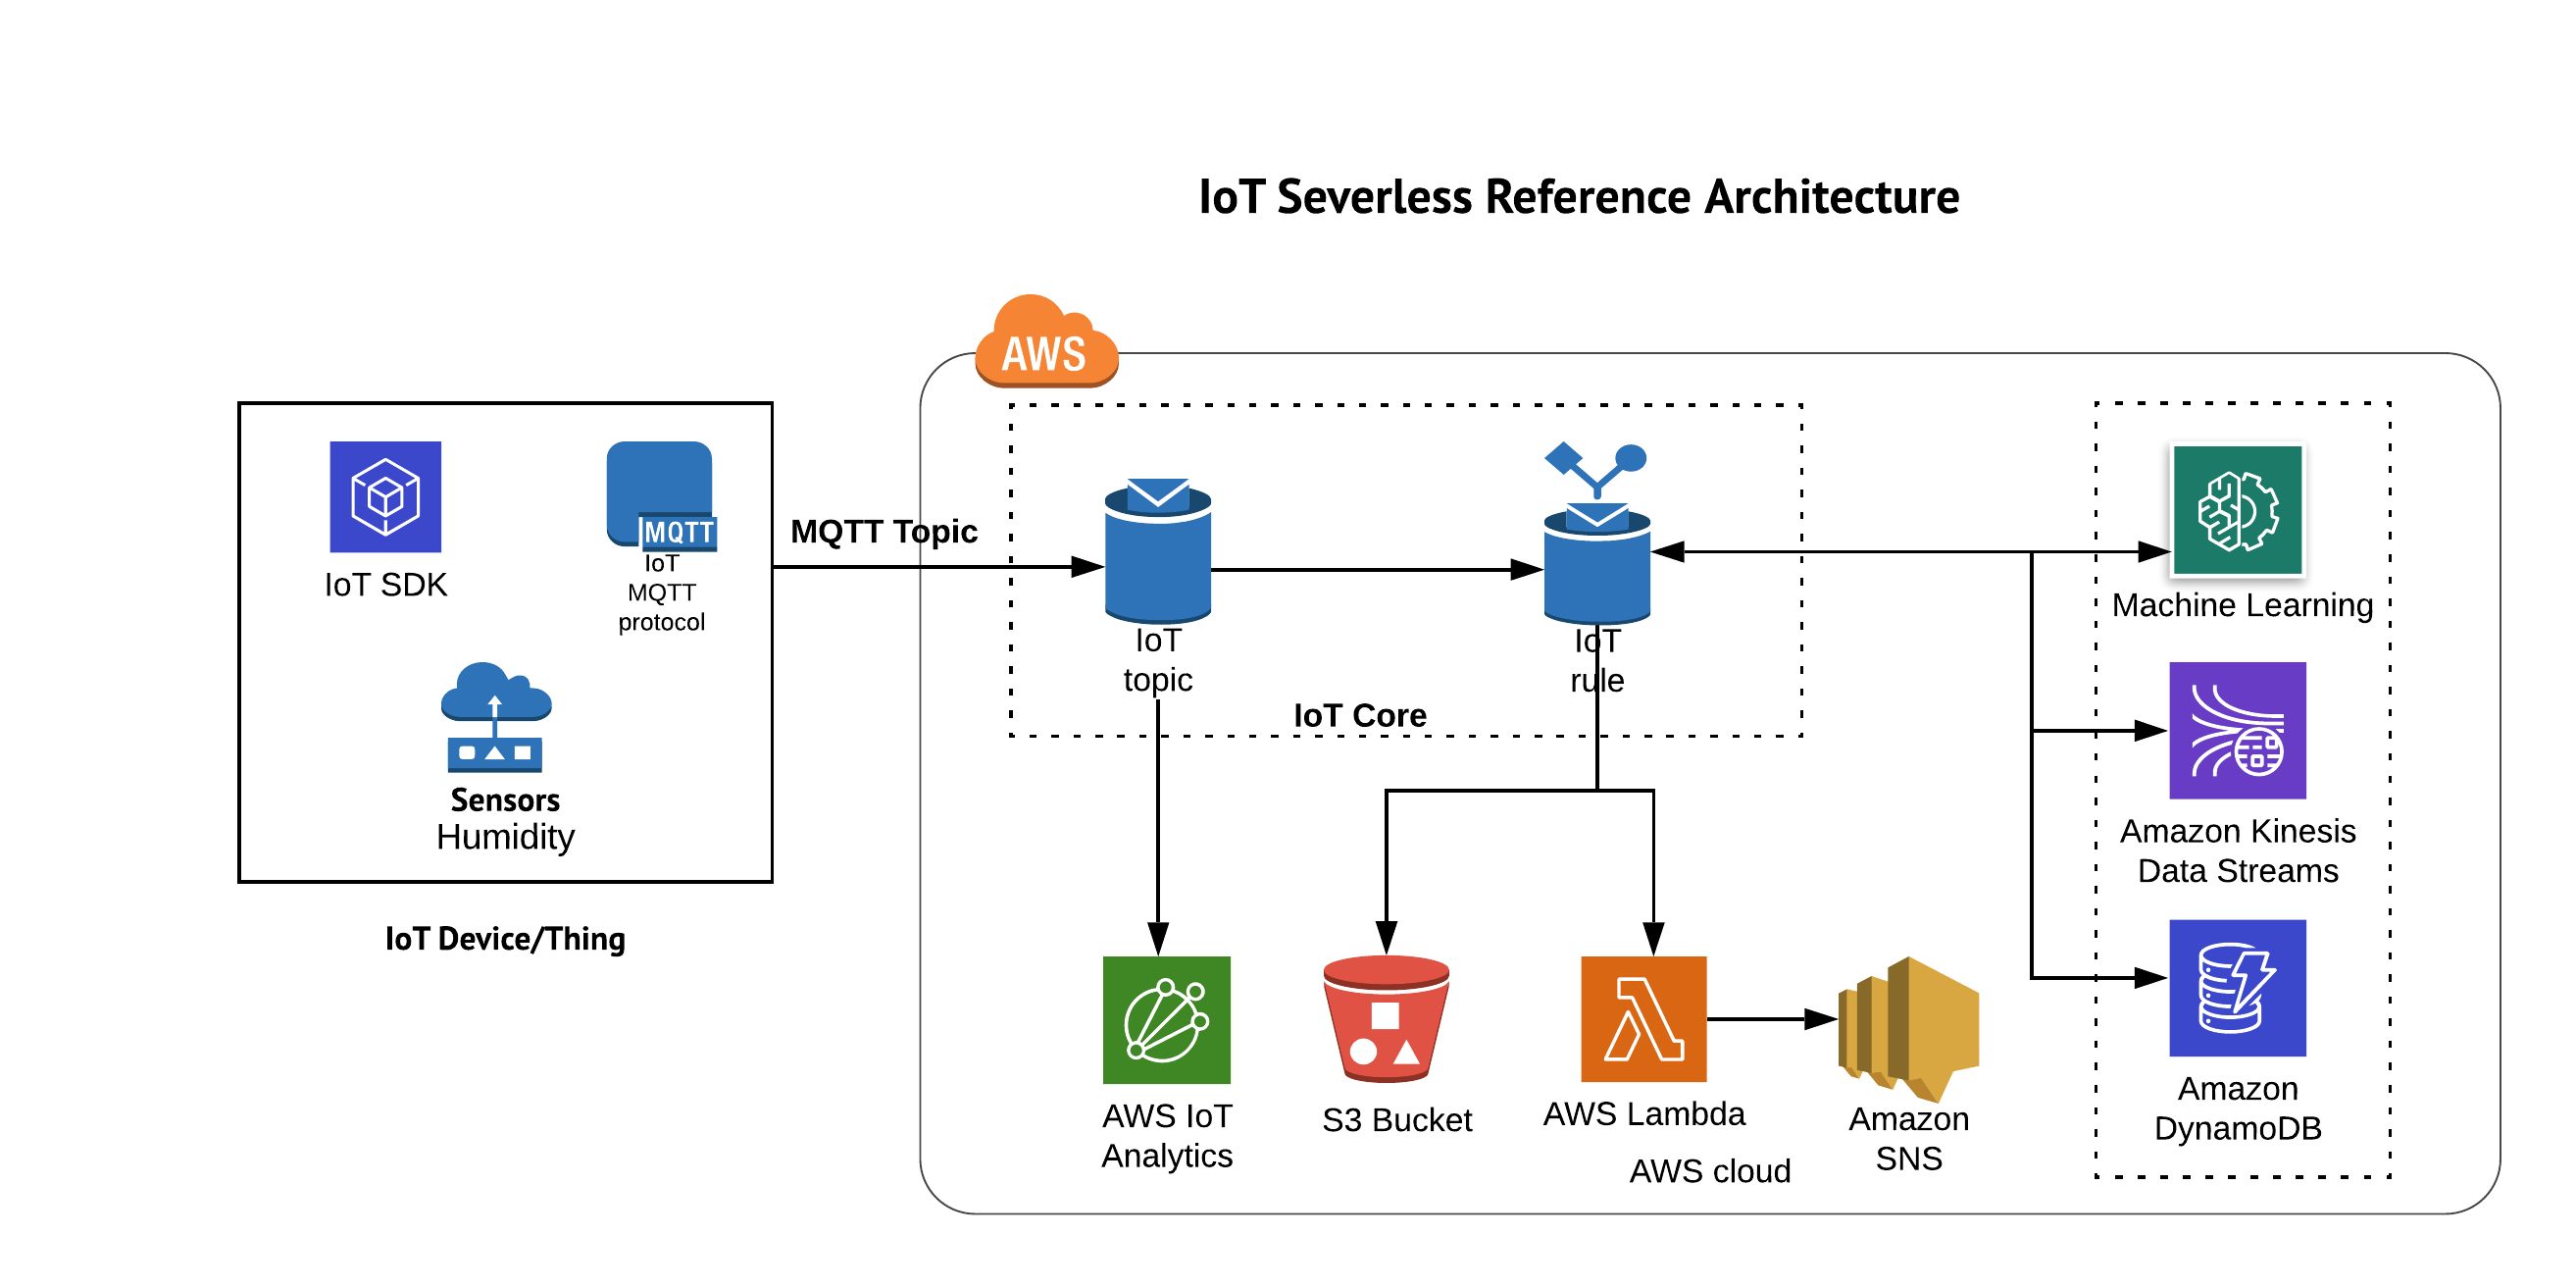 IoT Severless Reference Architecture
AWS
IoT SDK
MQTT
IoT
MQTT
protocol
Sensors
Humidity
IoT Device/Thing
MQTT Topic
IoT
topic
IoT
rule
IoT Core
AWS IoT
Analytics
S3 Bucket
AWS Lambda
Amazon
SNS
AWS cloud
Machine Learning
Amazon Kinesis
Data Streams
Amazon
DynamoDB